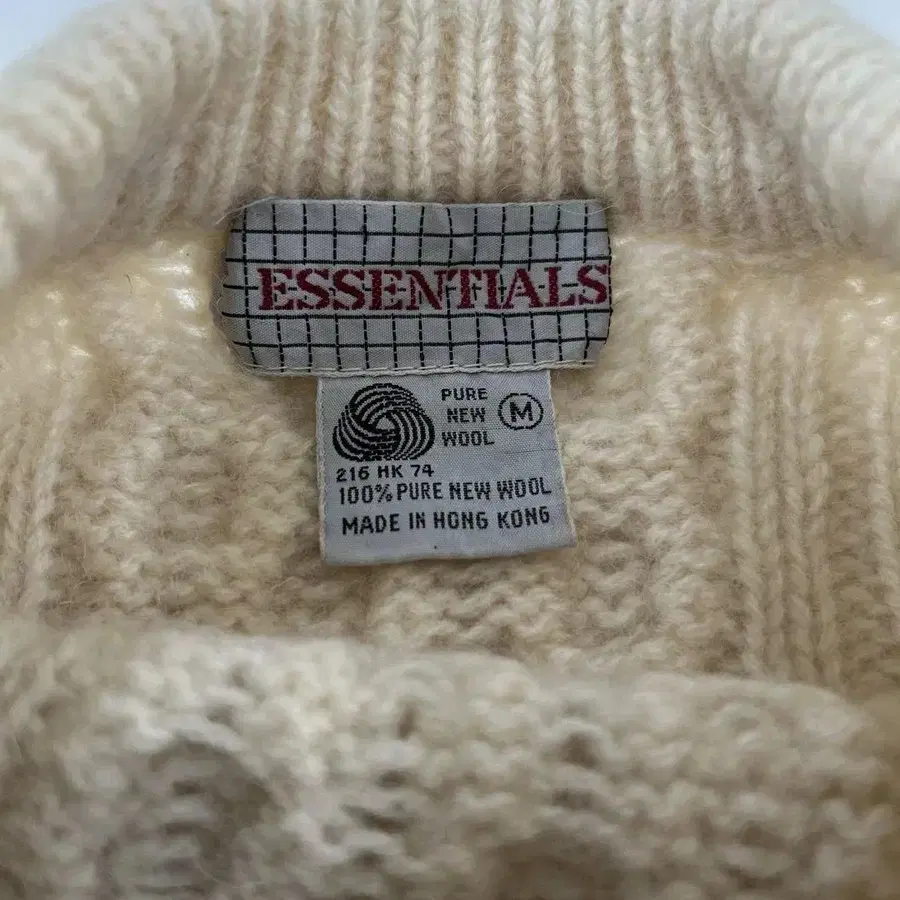 ESSENTIALS
PURE
NEW
WOOL
M
216 HK 74
100% PURE NEW WOOL
MADE IN HONG KONG